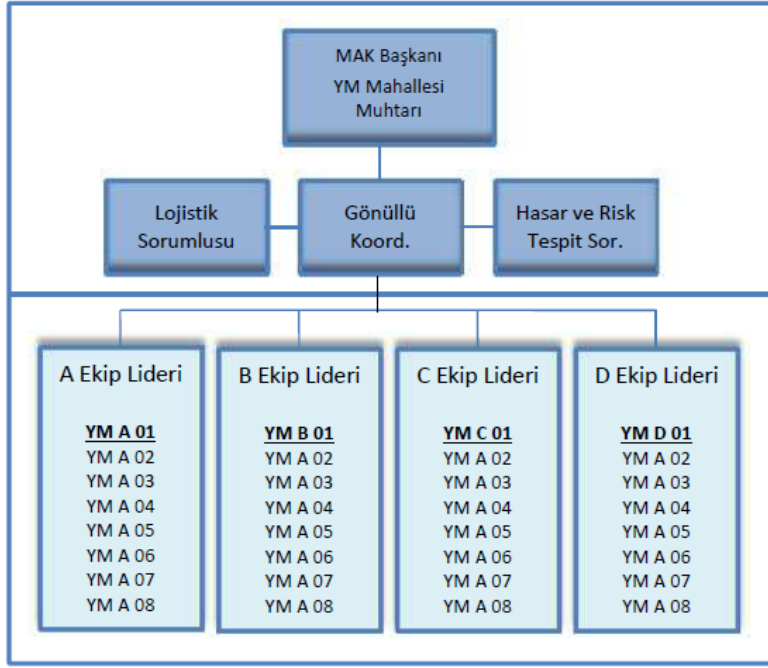 MAK Başkanı
YM Mahallesi
Muhtarı
Lojistik
Sorumlusu
Gönüllü
Koord.
Hasar ve Risk
Tespit Sor.
A Ekip Lideri
YM A 01
YM A 02
YM A 03
YM A 04
YM A 05
YM A 06
YM A 07
YM A 08
B Ekip Lideri
YM B 01
YM A 02
YM A 03
YM A 04
YM A 05
YM A 06
YM A 07
YM A 08
C Ekip Lideri
YM C 01
YM A 02
YM A 03
YM A 04
YM A 05
YM A 06
YM A 07
YM A 08
D Ekip Lideri
YM D 01
YM A 02
YM A 03
YM A 04
YM A 05
YM A 06
YM A 07
YM A 08